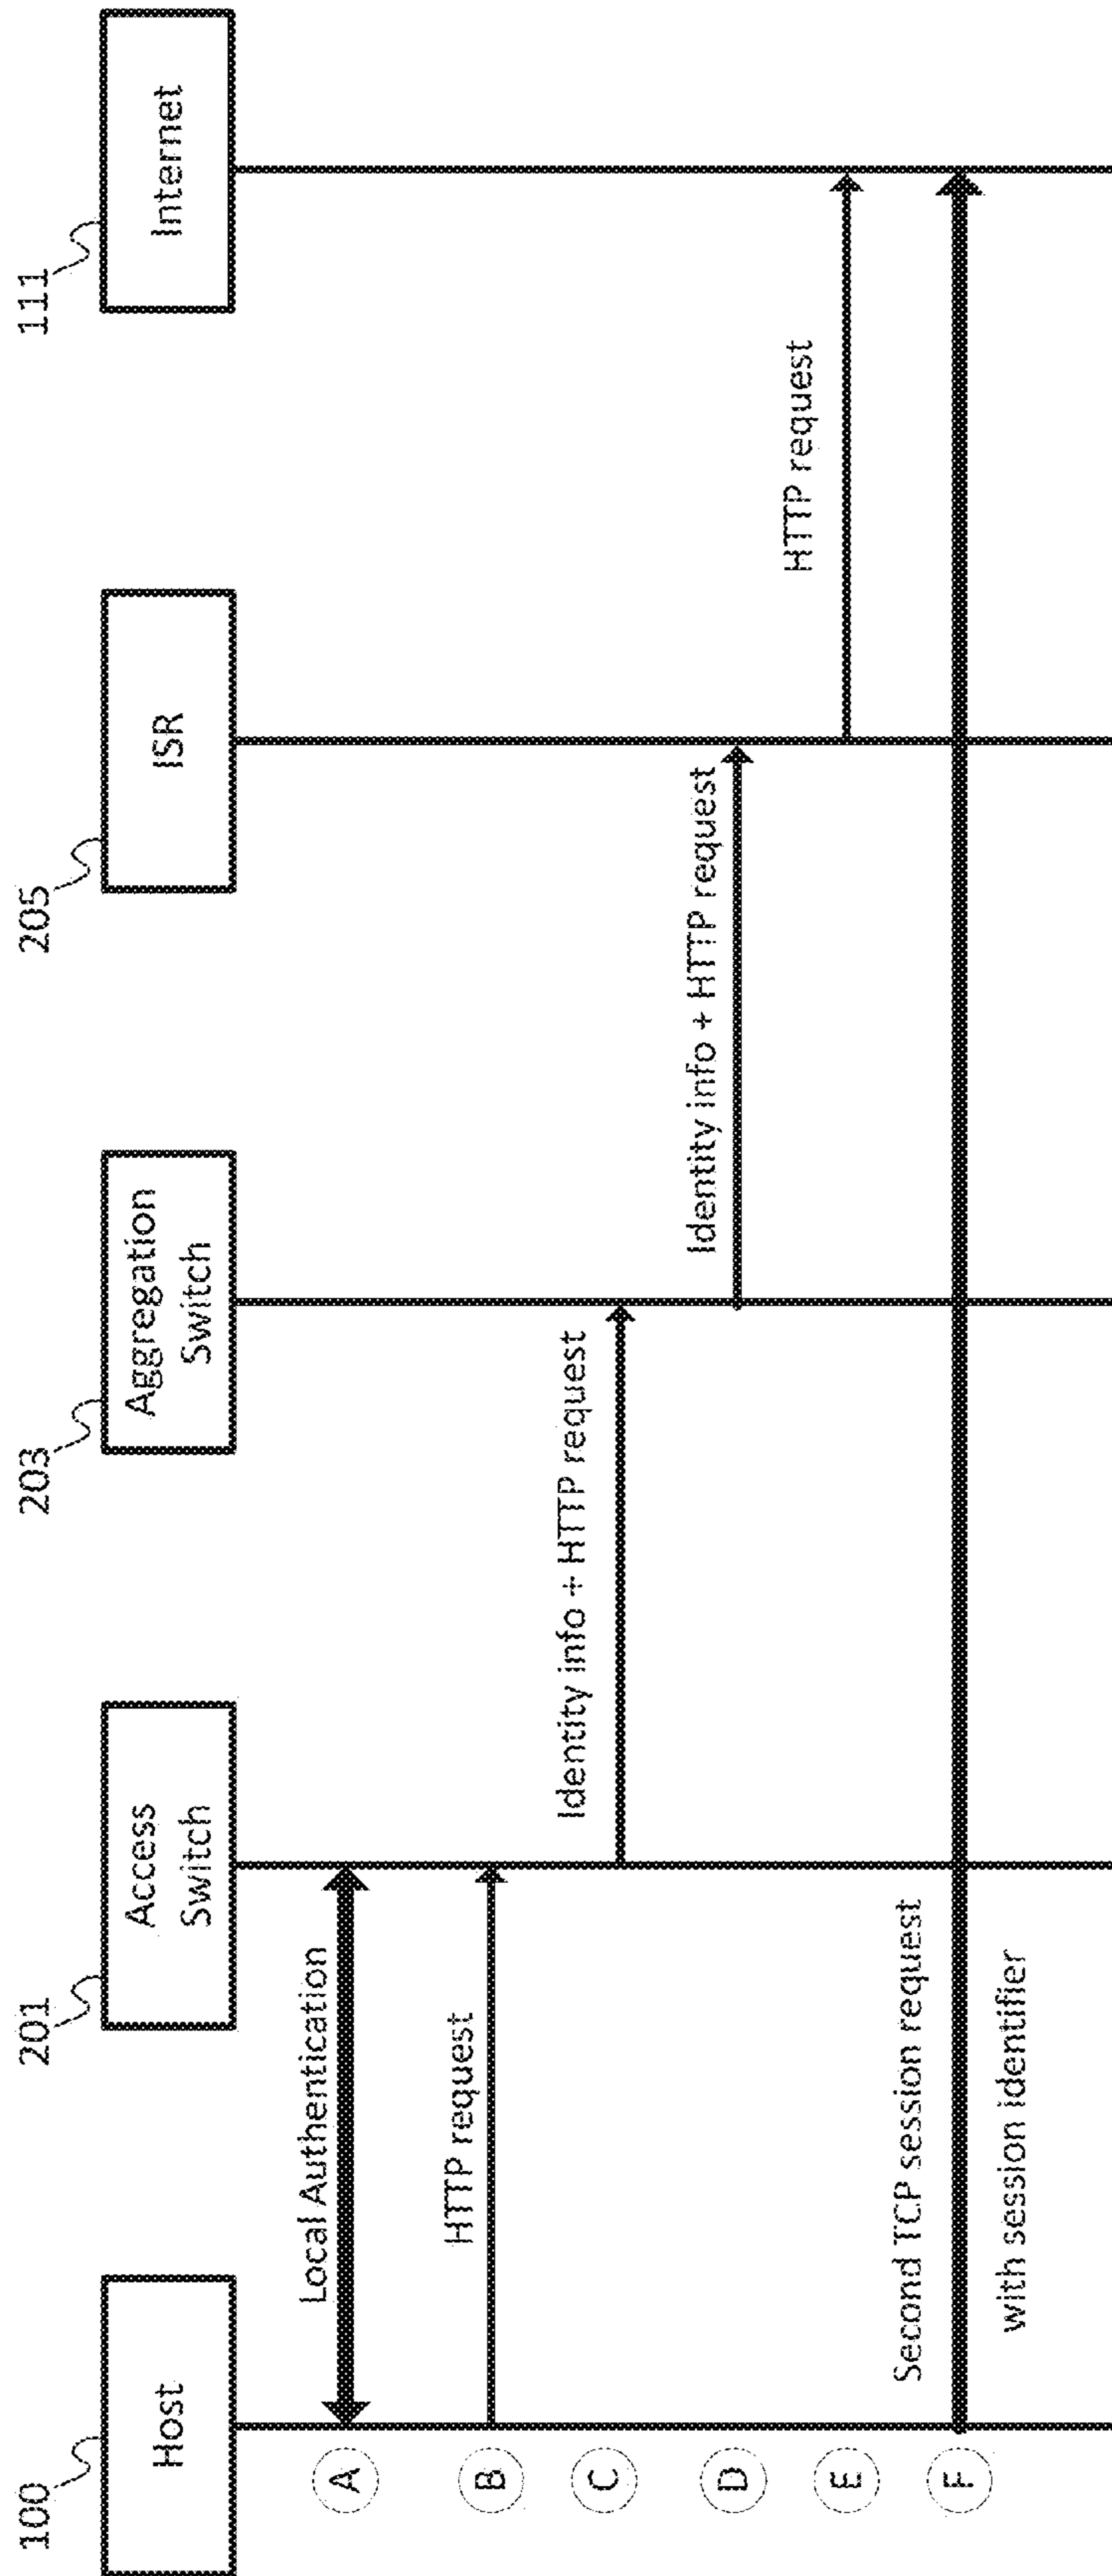 100
201
203
205
111
Host
Access
Switch
Aggregation
Switch
ISR
Internet
A
Local Authentication
B
HTTP request
C
Identity info + HTTP request
D
Identity info + HTTP request
E
HTTP request
F
Second TCP session request
with session identifier